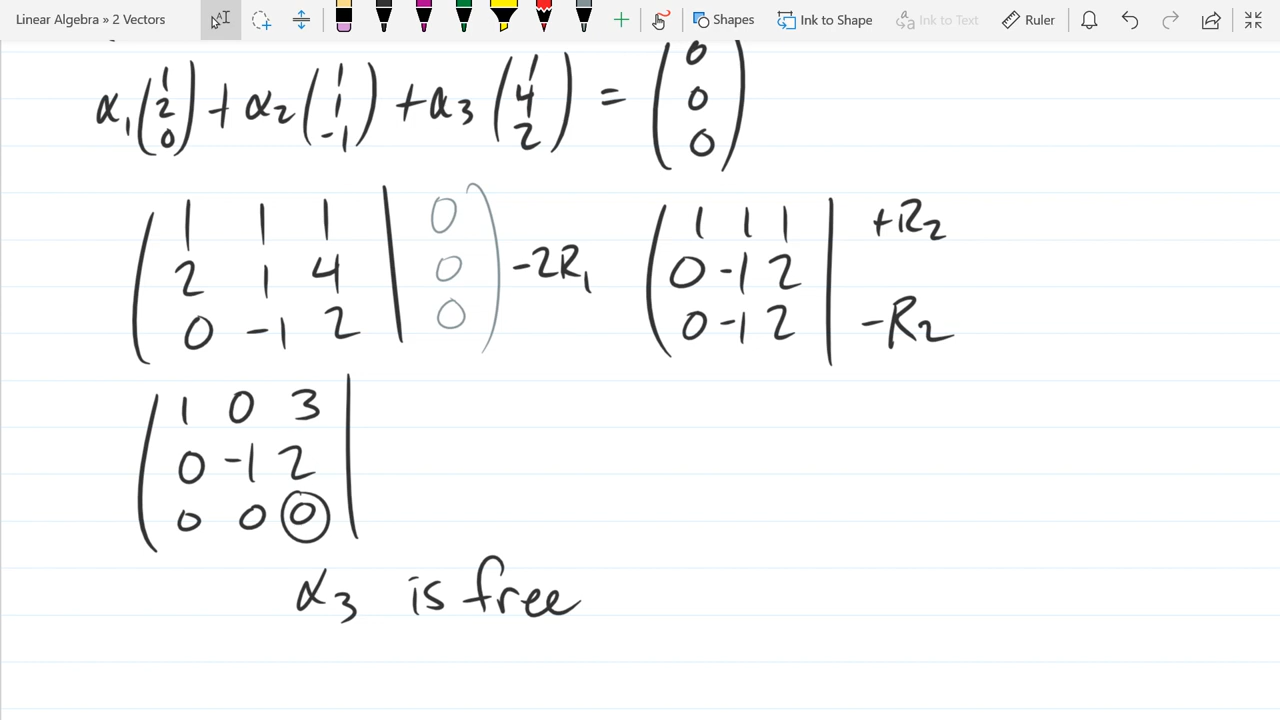 Linear Algebra » 2 Vectors Shapes Ink to Shape Ink to Text Ruler
α₁(1 2 0) + α₂(1 1 -1) + α₃(1 4 2) = (0 0 0)
1 1 1 | 0
2 1 4 | 0 -2R₁
0 -1 2 | 0
1 1 1 | +R₂
0 -1 2 |
0 -1 2 | -R₂
1 0 3 |
0 -1 2 |
0 0 0 |
α₃ is free